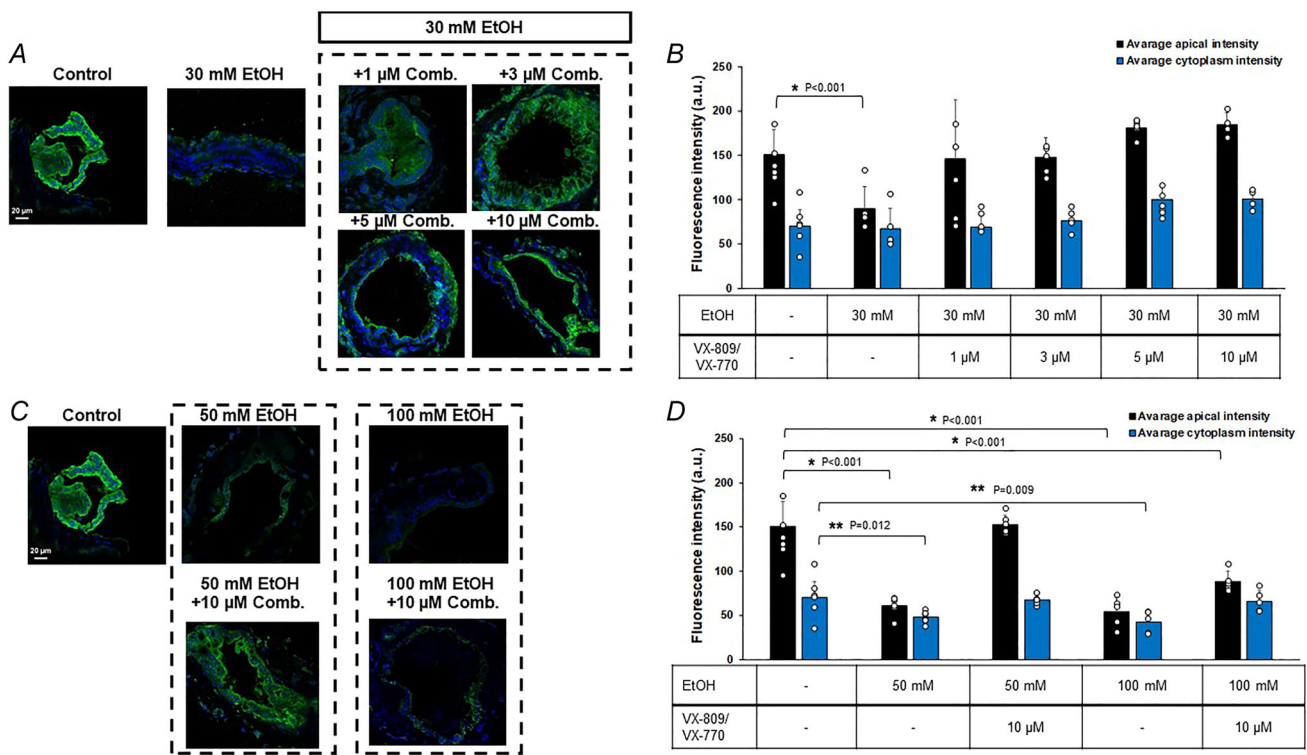 A
30 mM EtOH
Control
30 mM EtOH
+1 µM Comb.
+3 µM Comb.
20 µm
+5 µM Comb.
+10 µM Comb.
B
Avarage apical intensity
Avarage cytoplasm intensity
* P<0.001
Fluorescence intensity (a.u.)
250
200
150
100
50
0
EtOH - 30 mM 30 mM 30 mM 30 mM 30 mM
VX-809/
VX-770 - - 1 µM 3 µM 5 µM 10 µM
C
Control
50 mM EtOH
100 mM EtOH
20 µm
50 mM EtOH
+10 µM Comb.
100 mM EtOH
+10 µM Comb.
D
Avarage apical intensity
Avarage cytoplasm intensity
* P<0.001
* P<0.001
* P<0.001
** P=0.009
** P=0.012
Fluorescence intensity (a.u.)
250
200
150
100
50
0
EtOH - 50 mM 50 mM 100 mM 100 mM
VX-809/
VX-770 - - 10 µM - 10 µM